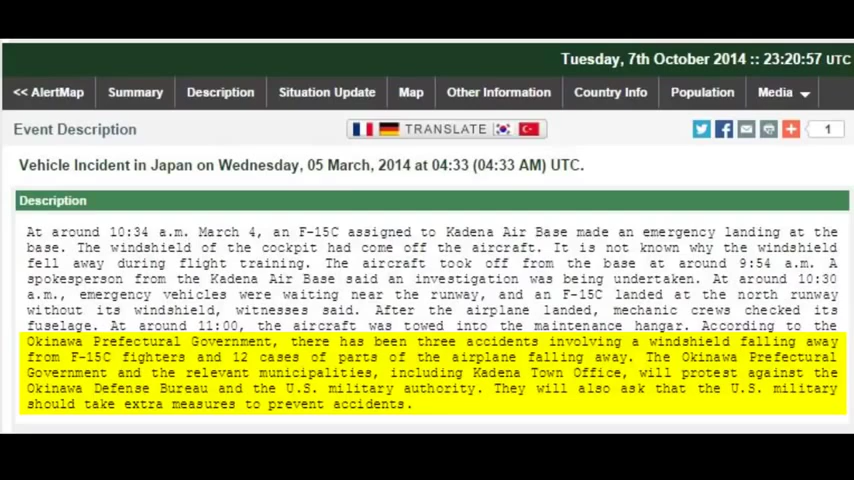 Tuesday, 7th October 2014 :: 23:20:57 UTC
<< AlertMap Summary Description Situation Update Map Other Information Country Info Population Media
Event Description TRANSLATE 1
Vehicle Incident in Japan on Wednesday, 05 March, 2014 at 04:33 (04:33 AM) UTC.
Description
At around 10:34 a.m. March 4, an F-15C assigned to Kadena Air Base made an emergency landing at the
base. The windshield of the cockpit had come off the aircraft. It is not known why the windshield
fell away during flight training. The aircraft took off from the base at around 9:54 a.m. A
spokesperson from the Kadena Air Base said an investigation was being undertaken. At around 10:30
a.m., emergency vehicles were waiting near the runway, and an F-15C landed at the north runway
without its windshield, witnesses said. After the airplane landed, mechanic crews checked its
fuselage. At around 11:00, the aircraft was towed into the maintenance hangar. According to the
Okinawa Prefectural Government, there has been three accidents involving a windshield falling away
from F-15C fighters and 12 cases of parts of the airplane falling away. The Okinawa Prefectural
Government and the relevant municipalities, including Kadena Town Office, will protest against the
Okinawa Defense Bureau and the U.S. military authority. They will also ask that the U.S. military
should take extra measures to prevent accidents.